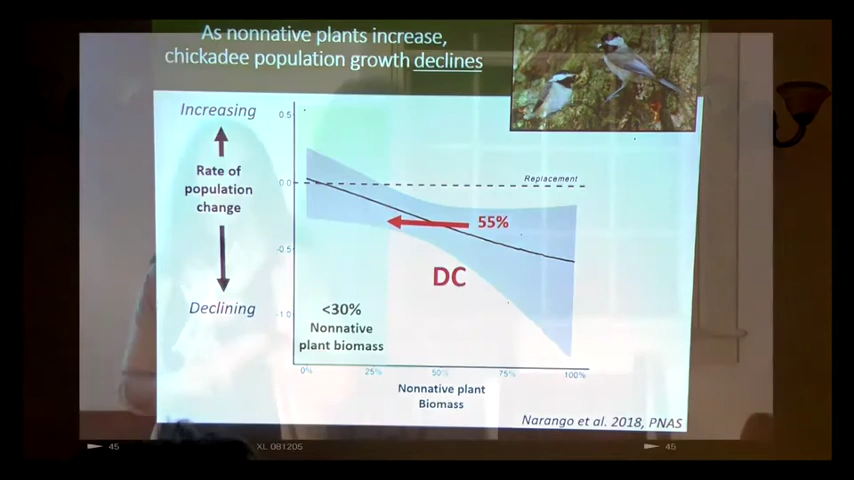 As nonnative plants increase,
chickadee population growth declines
Increasing
Rate of
population
change
Declining
0.5
0.0
-0.5
-1.0
Replacement
55%
DC
<30%
Nonnative
plant biomass
0%
25%
50%
75%
100%
Nonnative plant
Biomass
Narango et al. 2018, PNAS
45
XL 081205
45